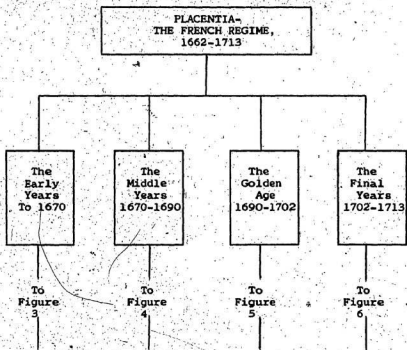 PLACENTIA-
THE FRENCH REGIME,
1662-1713
The
Early
Years
To 1670
The
Middle
Years
1670-1690
The
Golden
Age
1690-1702
The
Final
Years
1702-1713
To
Figure
3
To
Figure
4
To
Figure
5
To
Figure
6